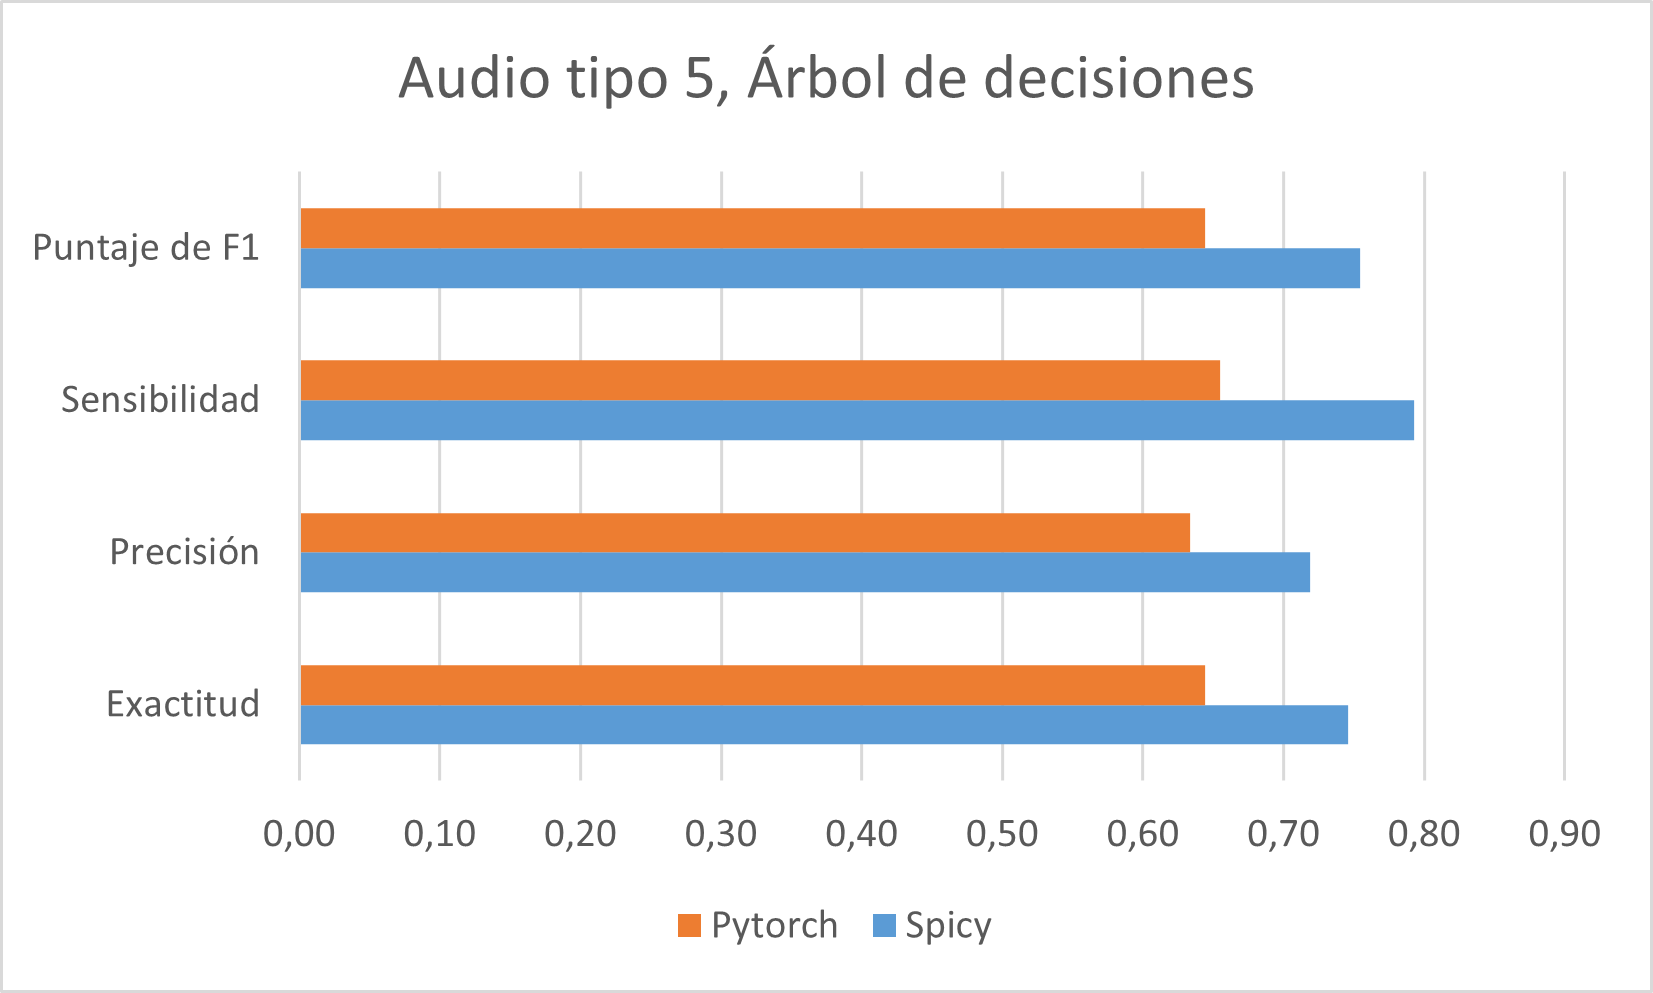 Audio tipo 5, Árbol de decisiones
Puntaje de F1
Sensibilidad
Precisión
Exactitud
0,00 0,10 0,20 0,30 0,40 0,50 0,60 0,70 0,80 0,90
Pytorch Spicy